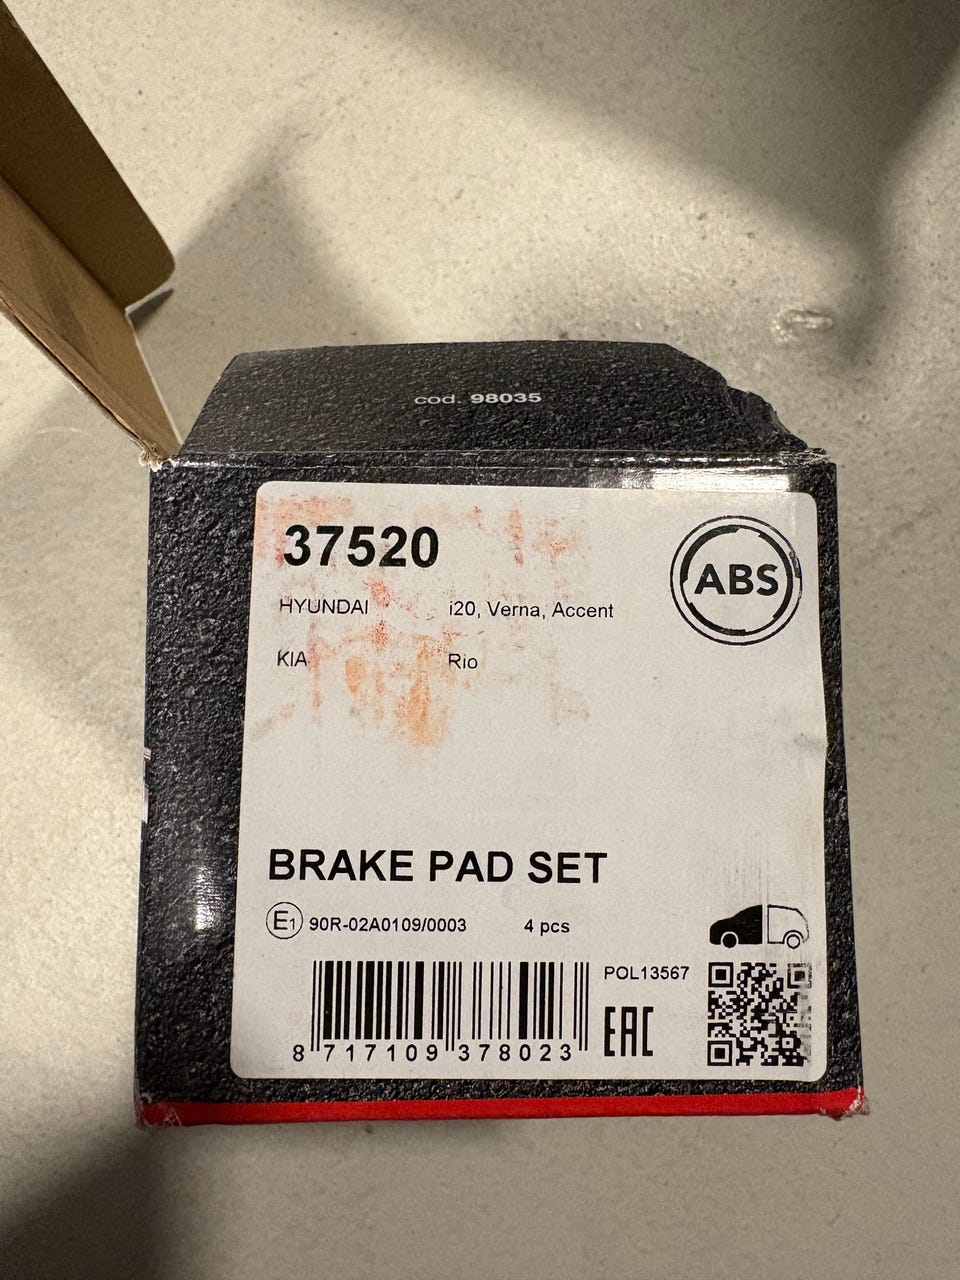 cod. 98035
37520
ABS
HYUNDAI i20, Verna, Accent
KIA Rio
BRAKE PAD SET
E1 90R-02A0109/0003 4 pcs
POL13567
EAC
8 717109 378023